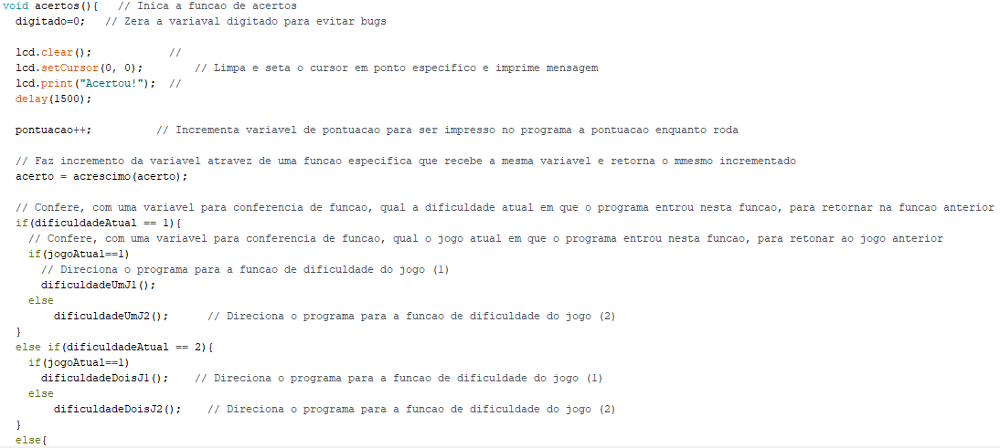 void acertos(){   // Inica a funcao de acertos
  digitado=0;   // Zera a variaval digitado para evitar bugs
  lcd.clear();            //
  lcd.setCursor(0, 0);        // Limpa e seta o cursor em ponto especifico e imprime mensagem
  lcd.print("Acertou!");  //
  delay(1500);
  pontuacao++;          // Incrementa variavel de pontuacao para ser impresso no programa a pontuacao enquanto roda
  // Faz incremento da variavel atravez de uma funcao especifica que recebe a mesma variavel e retorna o mmesmo incrementado
  acerto = acrescimo(acerto);
  // Confere, com uma variavel para conferencia de funcao, qual a dificuldade atual em que o programa entrou nesta funcao, para retornar na funcao anterior
  if(dificuldadeAtual == 1){
    // Confere, com uma variavel para conferencia de funcao, qual o jogo atual em que o programa entrou nesta funcao, para retonar ao jogo anterior
    if(jogoAtual==1)
      // Direciona o programa para a funcao de dificuldade do jogo (1)
      dificuldadeUmJ1();
    else
        dificuldadeUmJ2();      // Direciona o programa para a funcao de dificuldade do jogo (2)
  }
  else if(dificuldadeAtual == 2){
    if(jogoAtual==1)
      dificuldadeDoisJ1();    // Direciona o programa para a funcao de dificuldade do jogo (1)
    else
        dificuldadeDoisJ2();    // Direciona o programa para a funcao de dificuldade do jogo (2)
  }
  else{